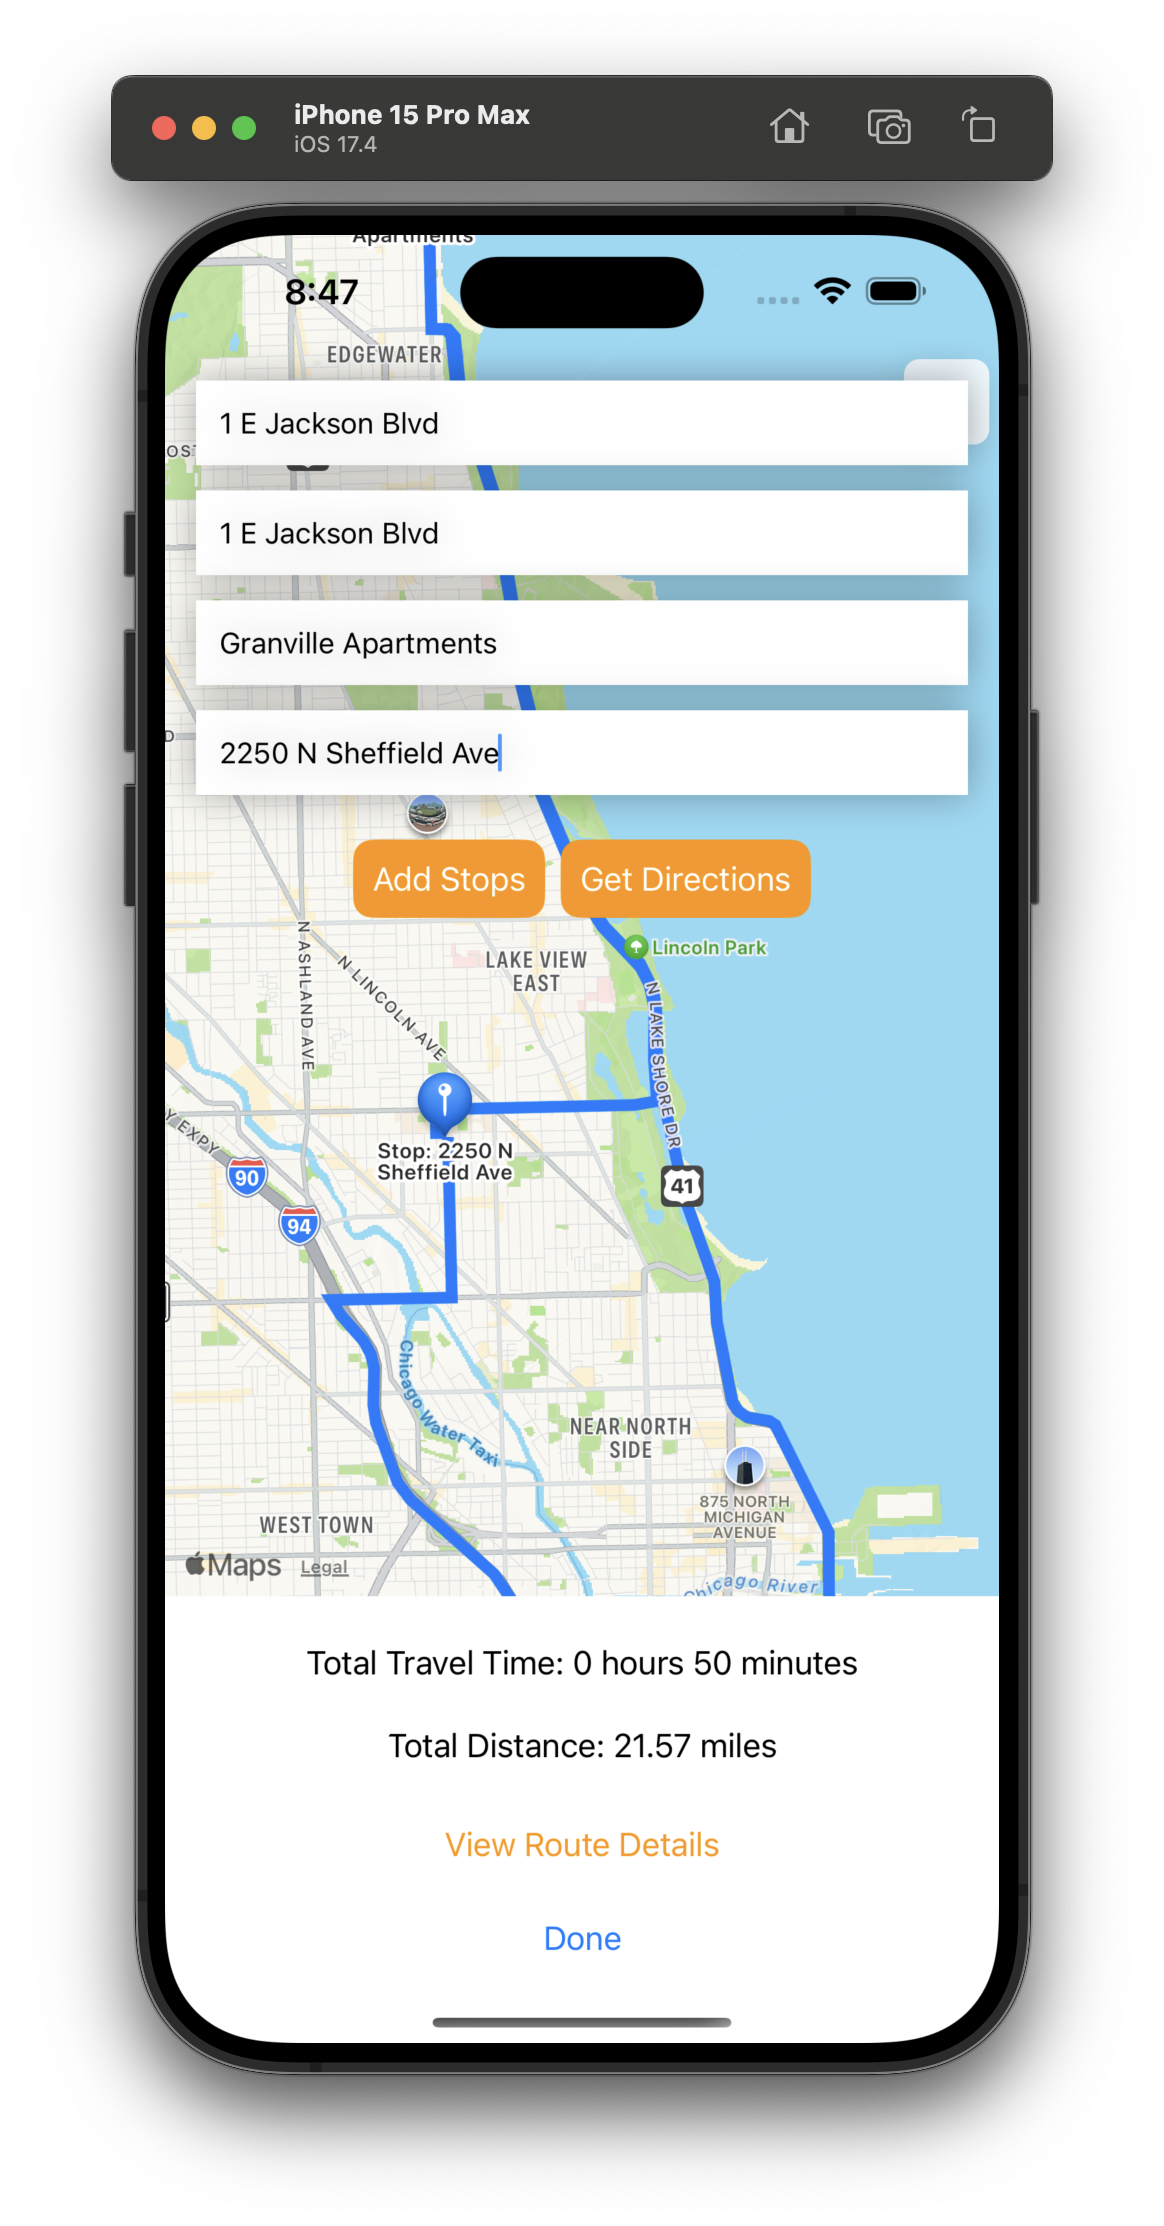 iPhone 15 Pro Max
iOS 17.4
Apartments
8:47
EDGEWATER
1 E Jackson Blvd
OST
1 E Jackson Blvd
Granville Apartments
D
2250 N Sheffield Ave
Add Stops
Get Directions
Lincoln Park
LAKE VIEW
EAST
N ASHLAND AVE
N LINCOLN AVE
N LAKE SHORE DR
Y EXPY
Stop: 2250 N
Sheffield Ave
90
41
94
Chicago Water Taxi
NEAR NORTH
SIDE
875 NORTH
MICHIGAN
AVENUE
WEST TOWN
Maps
Legal
Chicago River
Total Travel Time: 0 hours 50 minutes
Total Distance: 21.57 miles
View Route Details
Done